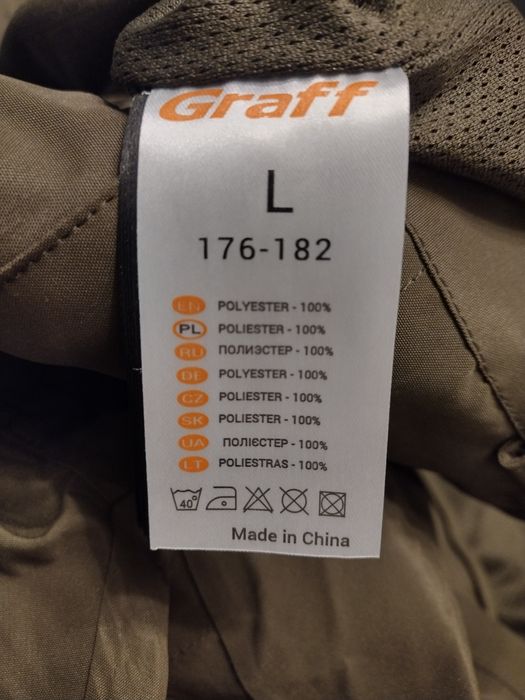 Graff
L
176-182
EN POLYESTER - 100%
PL POLIESTER - 100%
RU ПОЛИЭСТЕР - 100%
DE POLYESTER - 100%
CZ POLIESTER - 100%
SK POLIESTER - 100%
UA ПОЛІЄСТЕР - 100%
LT POLIESTRAS - 100%
40°
Made in China